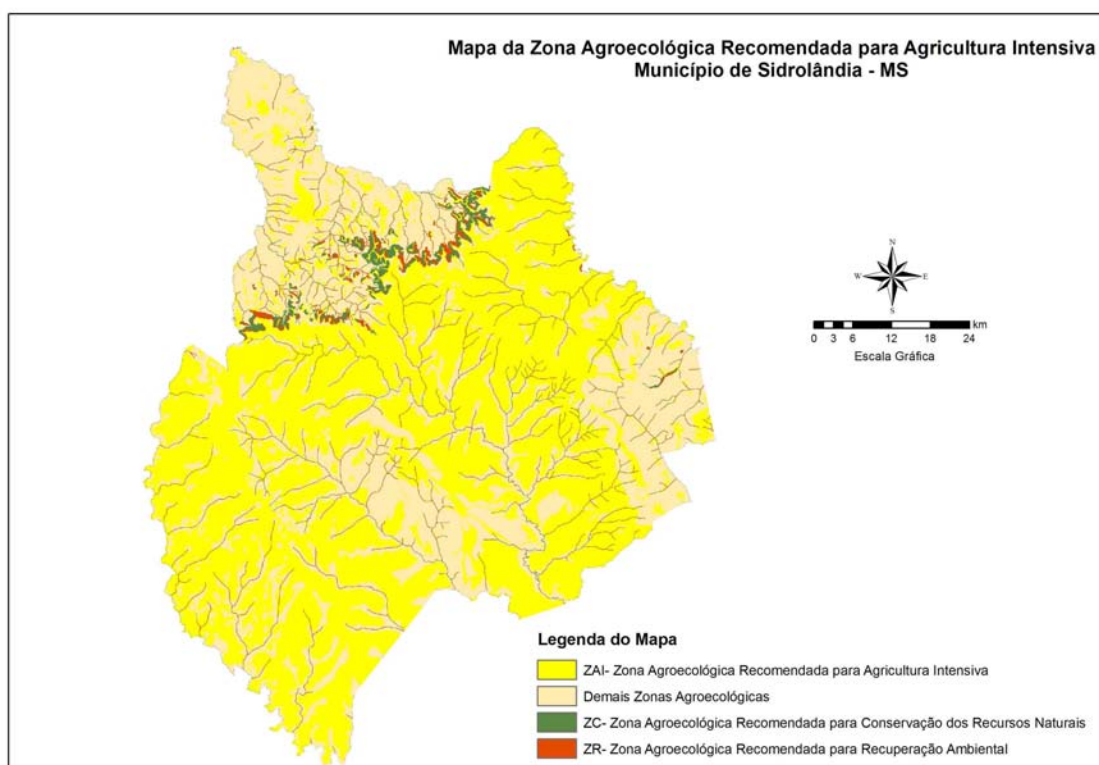 Mapa da Zona Agroecológica Recomendada para Agricultura Intensiva
Município de Sidrolândia - MS
N
W E
S
km
0 3 6 12 18 24
Escala Gráfica
Legenda do Mapa
ZAI- Zona Agroecológica Recomendada para Agricultura Intensiva
Demais Zonas Agroecológicas
ZC- Zona Agroecológica Recomendada para Conservação dos Recursos Naturais
ZR- Zona Agroecológica Recomendada para Recuperação Ambiental